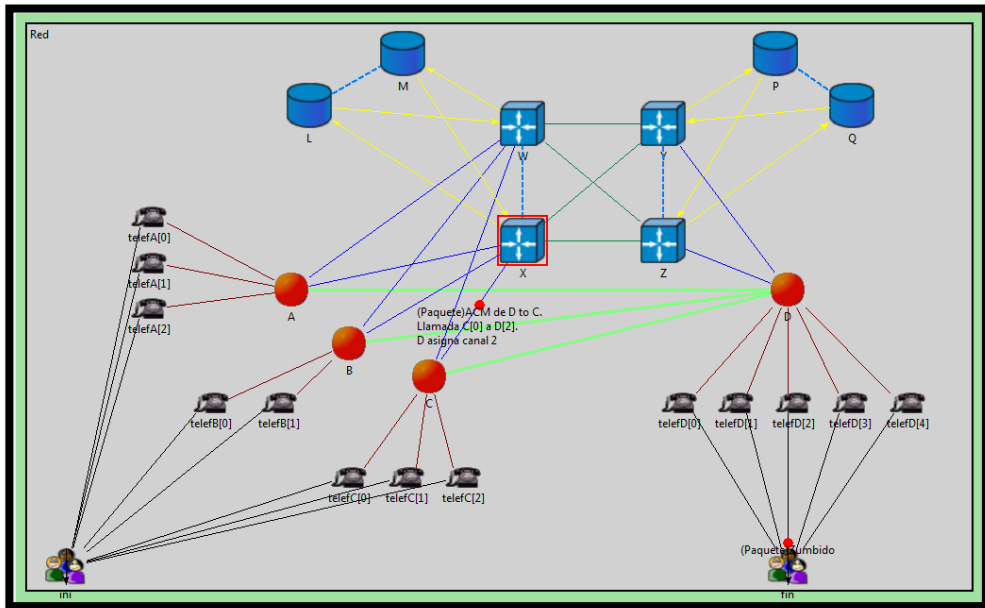 Red
M
P
L
W
Y
Q
telefA[0]
X
Z
telefA[1]
telefA[2]
A
D
(Paquete)ACM de D to C.
Llamada C[0] a D[2].
D asigna canal 2
B
C
telefB[0]
telefB[1]
telefD[0]
telefD[1]
telefD[2]
telefD[3]
telefD[4]
telefC[0]
telefC[1]
telefC[2]
(Paquete)Zumbido
ini
fin